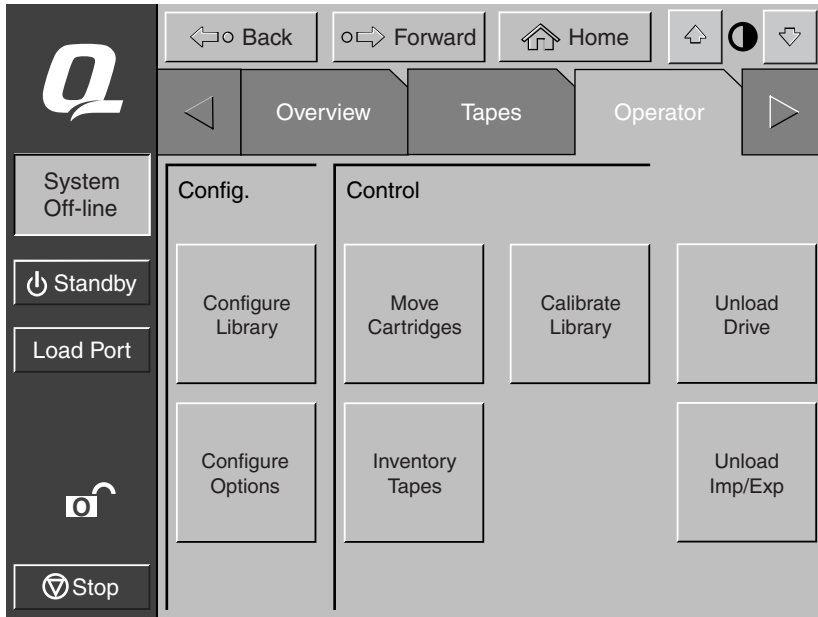 Q
Back
Forward
Home
Overview
Tapes
Operator
System
Off-line
Standby
Load Port
O
Stop
Config.
Control
Configure
Library
Move
Cartridges
Calibrate
Library
Unload
Drive
Configure
Options
Inventory
Tapes
Unload
Imp/Exp